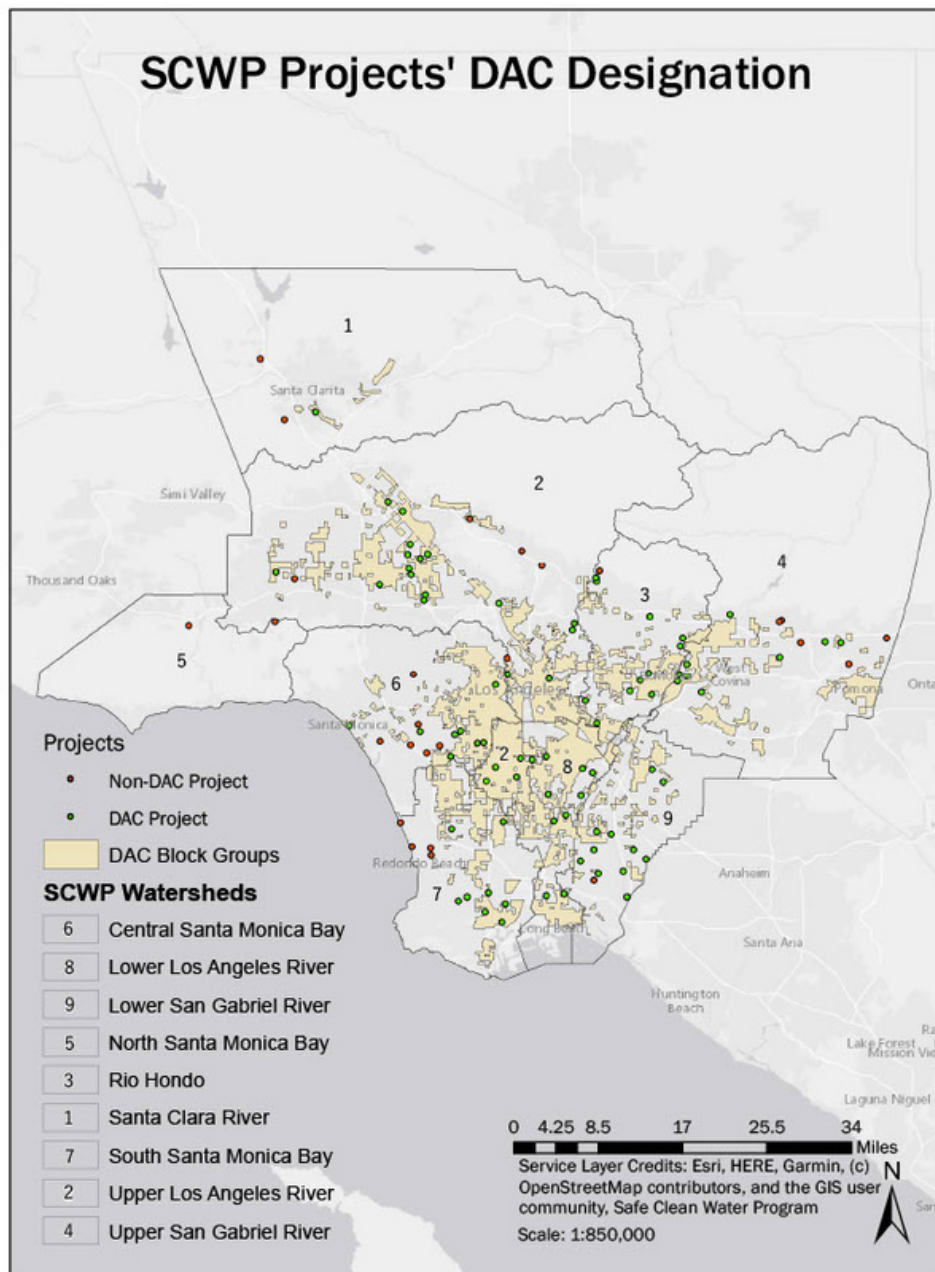 SCWP Projects' DAC Designation
1
Santa Clarita
2
Simi Valley
4
Thousand Oaks
3
5
West
Covina
Pomona
Ontar
6
Los Angeles
Santa Monica
2
8
9
Redondo Beach
Anaheim
7
Long Beach
Santa Ana
Huntington
Beach
Lake Forest
Mission Vie
Laguna Niguel
San
Projects
Non-DAC Project
DAC Project
DAC Block Groups
SCWP Watersheds
6 Central Santa Monica Bay
8 Lower Los Angeles River
9 Lower San Gabriel River
5 North Santa Monica Bay
3 Rio Hondo
1 Santa Clara River
7 South Santa Monica Bay
2 Upper Los Angeles River
4 Upper San Gabriel River
0 4.25 8.5 17 25.5 34
Miles
Service Layer Credits: Esri, HERE, Garmin, (c)
OpenStreetMap contributors, and the GIS user
community, Safe Clean Water Program
Scale: 1:850,000
N